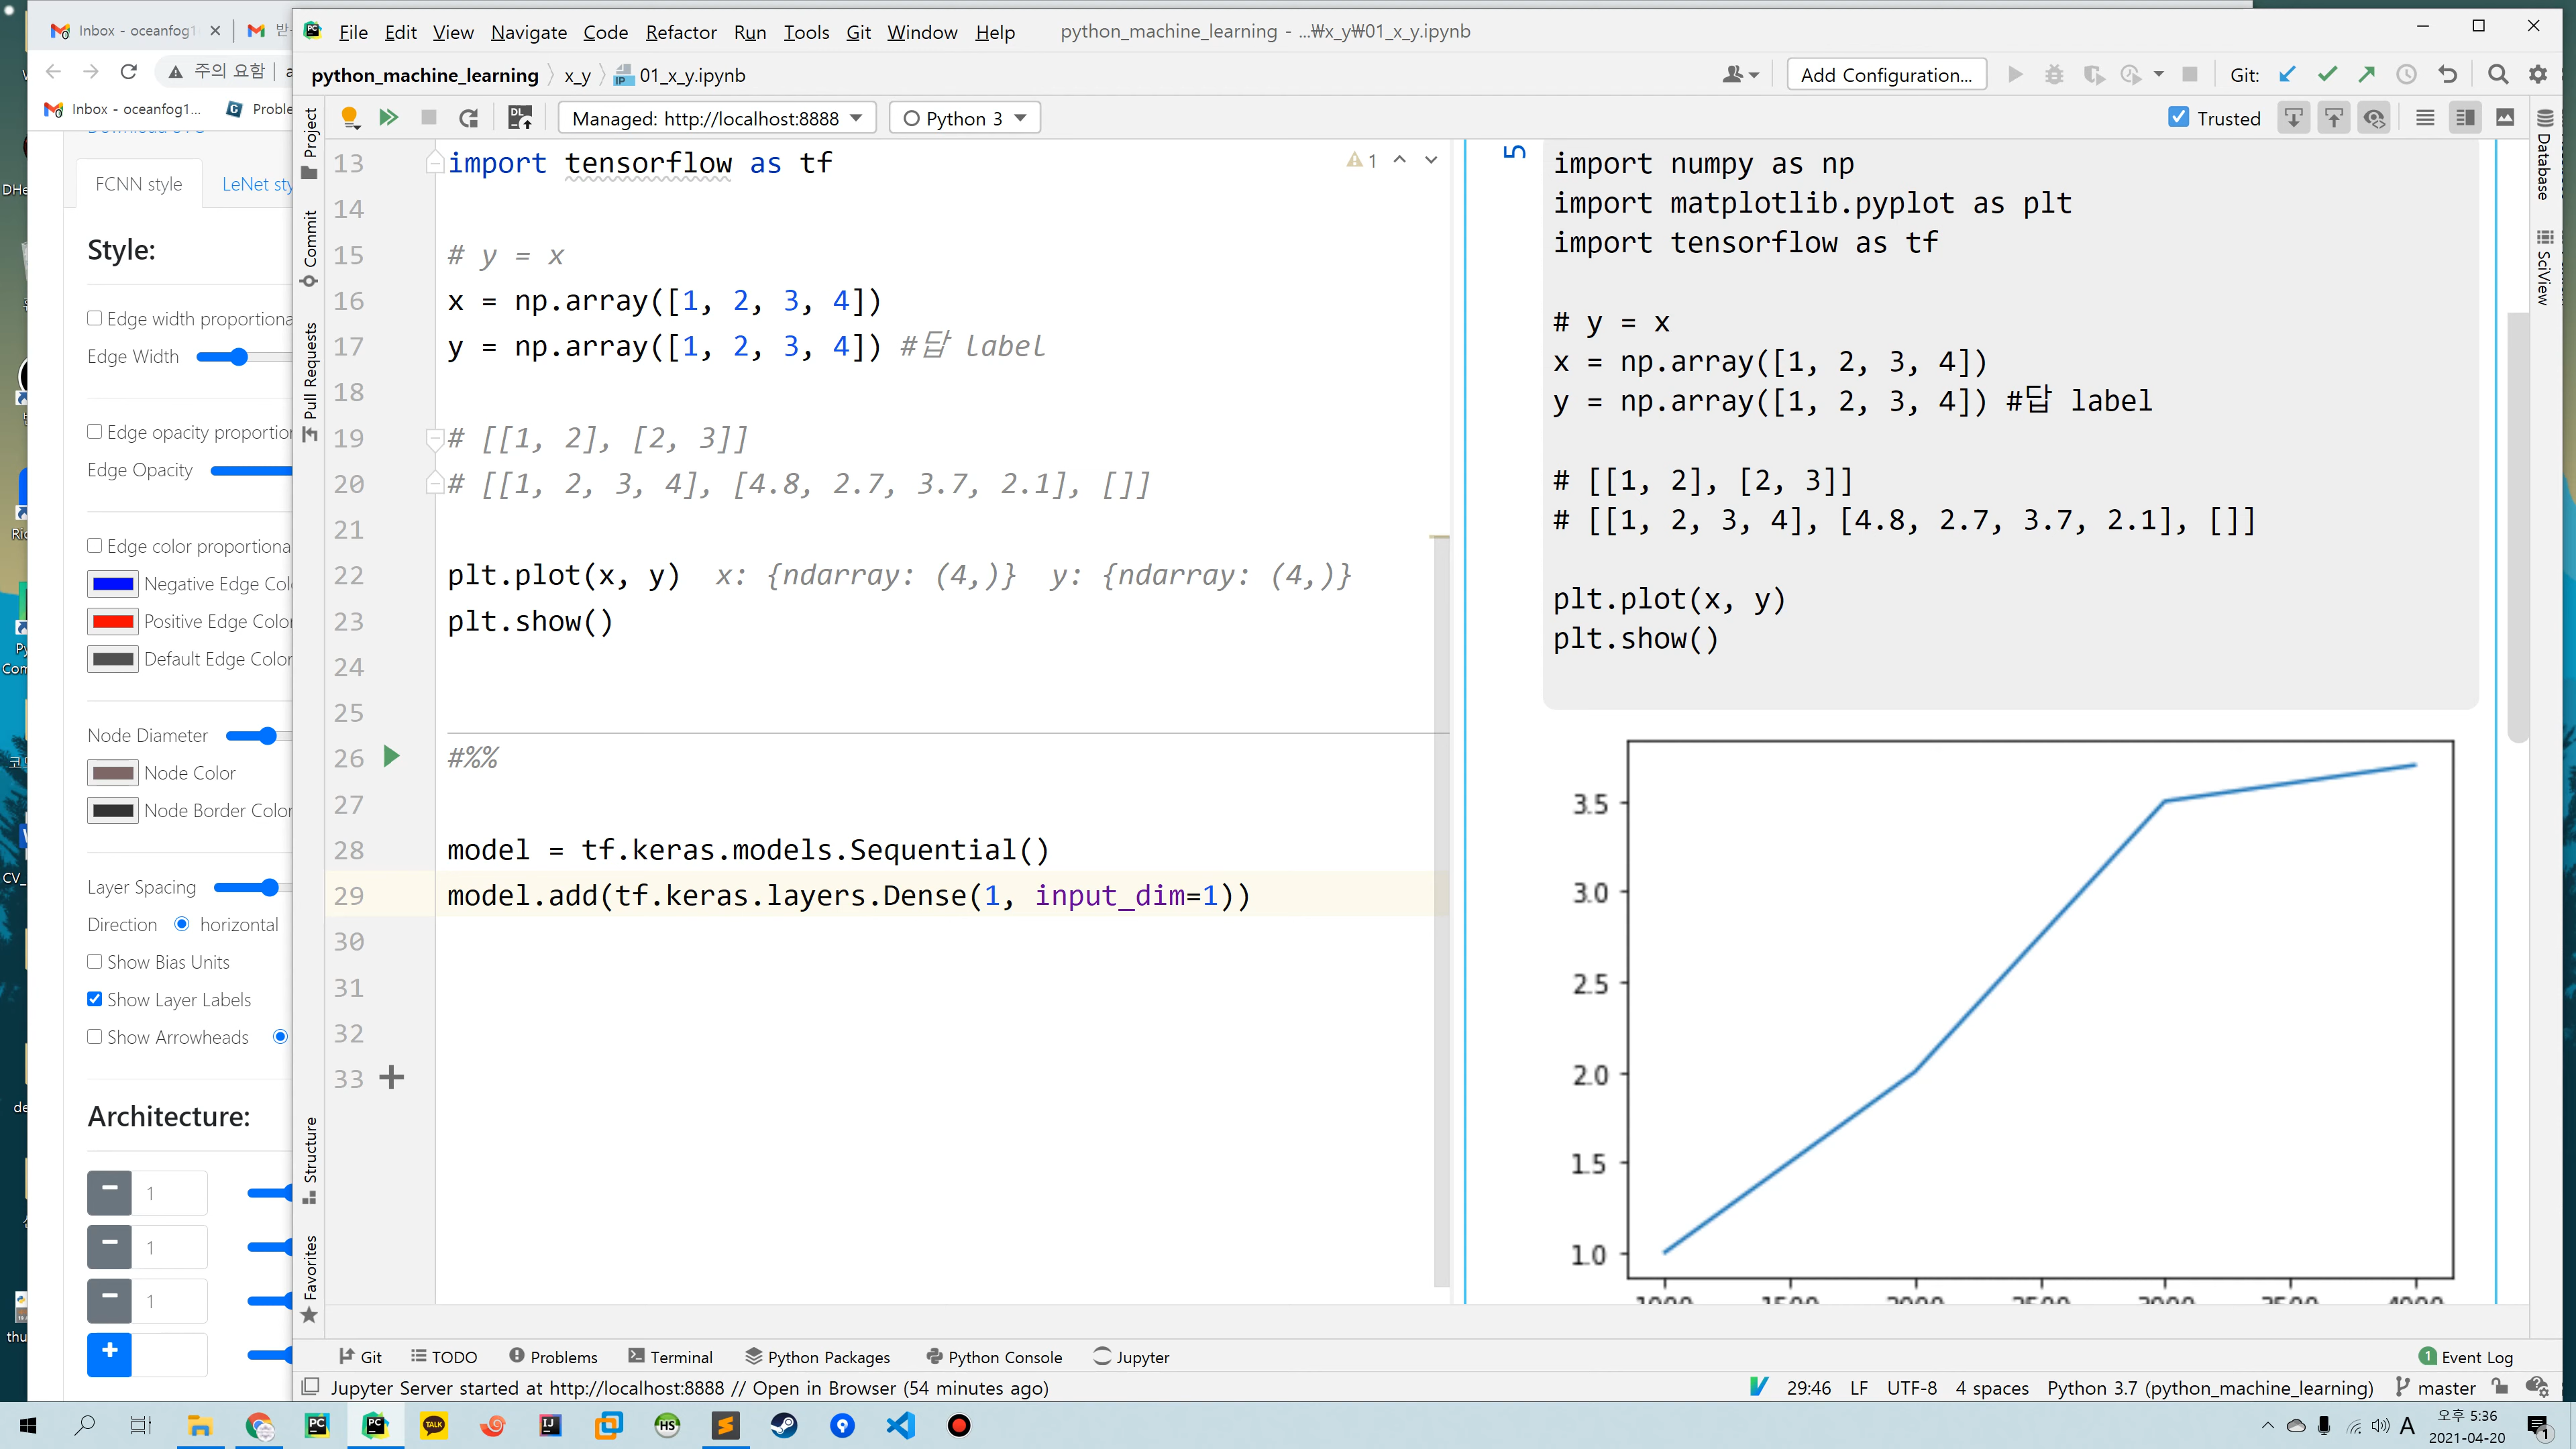 Inbox - oceanfog1
주의 요함
Inbox - oceanfog1...
Proble
FCNN style
LeNet sty
Style:
Edge width proportiona
Edge Width
Edge opacity proportion
Edge Opacity
Edge color proportiona
Negative Edge Col
Positive Edge Color
Default Edge Color
Node Diameter
Node Color
Node Border Color
Layer Spacing
Direction
horizontal
Show Bias Units
Show Layer Labels
Show Arrowheads
Architecture:
1
1
1
File Edit View Navigate Code Refactor Run Tools Git Window Help
python_machine_learning - ...₩x_y₩01_x_y.ipynb
python_machine_learning
x_y
01_x_y.ipynb
Add Configuration...
Git:
Managed: http://localhost:8888
Python 3
Trusted
Project
Commit
Pull Requests
Structure
Favorites
Database
SciView
1
13 import tensorflow as tf
14
15 # y = x
16 x = np.array([1, 2, 3, 4])
17 y = np.array([1, 2, 3, 4]) #답 label
18
19 # [[1, 2], [2, 3]]
20 # [[1, 2, 3, 4], [4.8, 2.7, 3.7, 2.1], []]
21
22 plt.plot(x, y) x: {ndarray: (4,)} y: {ndarray: (4,)}
23 plt.show()
24
25
26 #%%
27
28 model = tf.keras.models.Sequential()
29 model.add(tf.keras.layers.Dense(1, input_dim=1))
30
31
32
33
5
import numpy as np
import matplotlib.pyplot as plt
import tensorflow as tf
# y = x
x = np.array([1, 2, 3, 4])
y = np.array([1, 2, 3, 4]) #답 label
# [[1, 2], [2, 3]]
# [[1, 2, 3, 4], [4.8, 2.7, 3.7, 2.1], []]
plt.plot(x, y)
plt.show()
3.5
3.0
2.5
2.0
1.5
1.0
1000 1500 2000 2500 3000 3500 4000
Git
TODO
Problems
Terminal
Python Packages
Python Console
Jupyter
1 Event Log
Jupyter Server started at http://localhost:8888 // Open in Browser (54 minutes ago)
29:46 LF UTF-8 4 spaces Python 3.7 (python_machine_learning) master
A
오후 5:36
2021-04-20
1